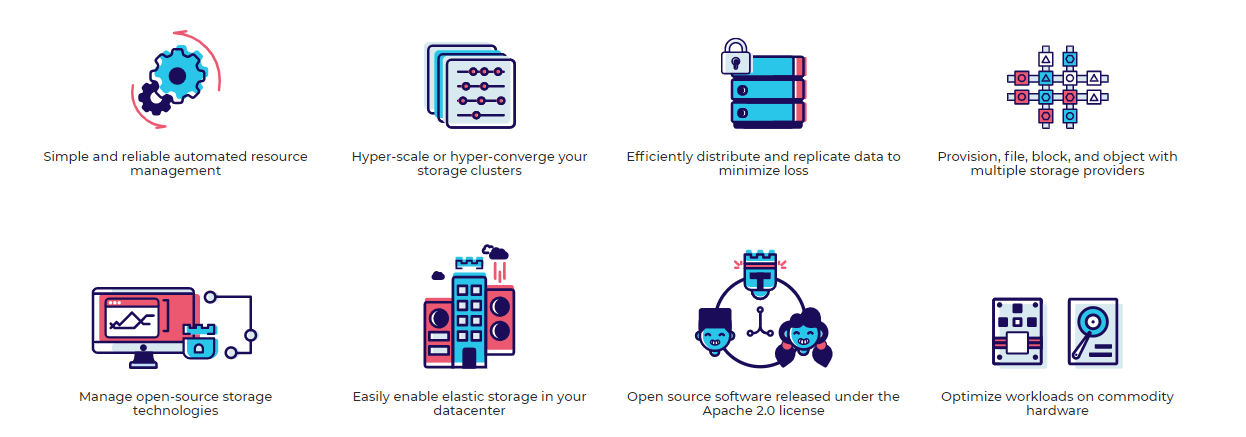 Simple and reliable automated resource
management
Hyper-scale or hyper-converge your
storage clusters
Efficiently distribute and replicate data to
minimize loss
Provision, file, block, and object with
multiple storage providers
Manage open-source storage
technologies
Easily enable elastic storage in your
datacenter
Open source software released under the
Apache 2.0 license
Optimize workloads on commodity
hardware